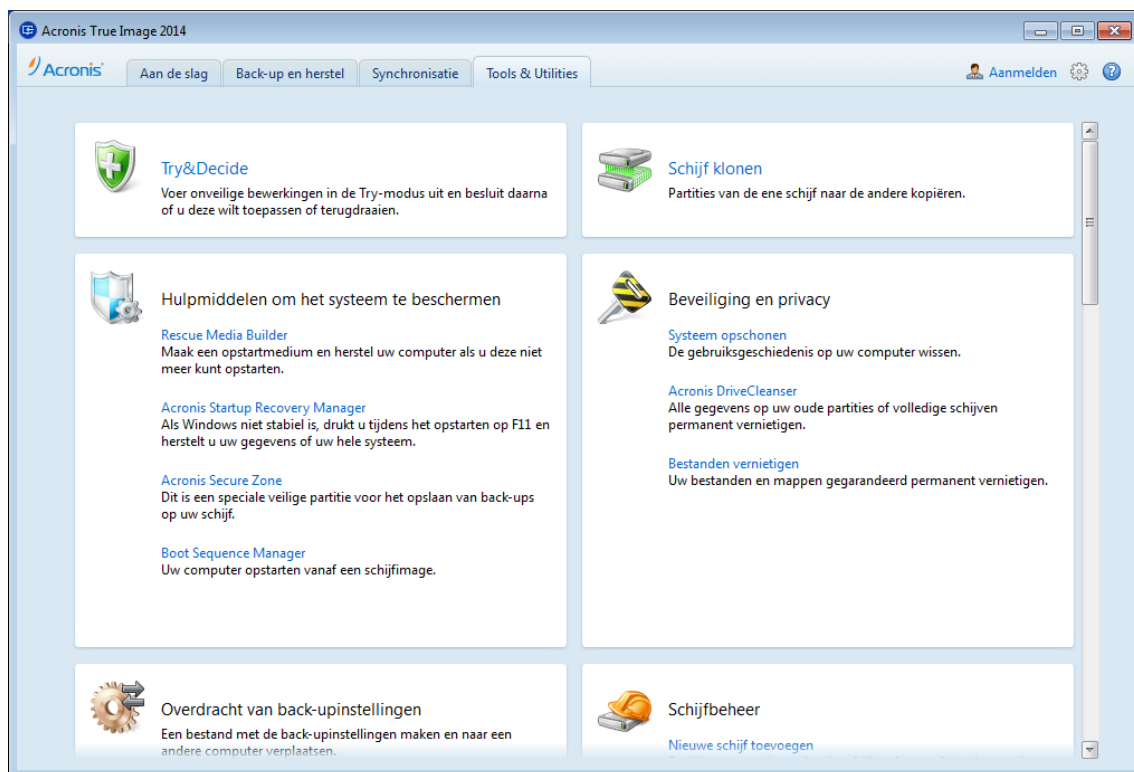 Acronis True Image 2014
Acronis
Aan de slag
Back-up en herstel
Synchronisatie
Tools & Utilities
Aanmelden
Try&Decide
Voer onveilige bewerkingen in de Try-modus uit en besluit daarna
of u deze wilt toepassen of terugdraaien.
Schijf klonen
Partities van de ene schijf naar de andere kopiëren.
Hulpmiddelen om het systeem te beschermen
Rescue Media Builder
Maak een opstartmedium en herstel uw computer als u deze niet
meer kunt opstarten.
Acronis Startup Recovery Manager
Als Windows niet stabiel is, drukt u tijdens het opstarten op F11 en
herstelt u uw gegevens of uw hele systeem.
Acronis Secure Zone
Dit is een speciale veilige partitie voor het opslaan van back-ups
op uw schijf.
Boot Sequence Manager
Uw computer opstarten vanaf een schijfimage.
Beveiliging en privacy
Systeem opschonen
De gebruiksgeschiedenis op uw computer wissen.
Acronis DriveCleanser
Alle gegevens op uw oude partities of volledige schijven
permanent vernietigen.
Bestanden vernietigen
Uw bestanden en mappen gegarandeerd permanent vernietigen.
Overdracht van back-upinstellingen
Een bestand met de back-upinstellingen maken en naar een
andere computer verplaatsen.
Schijfbeheer
Nieuwe schijf toevoegen